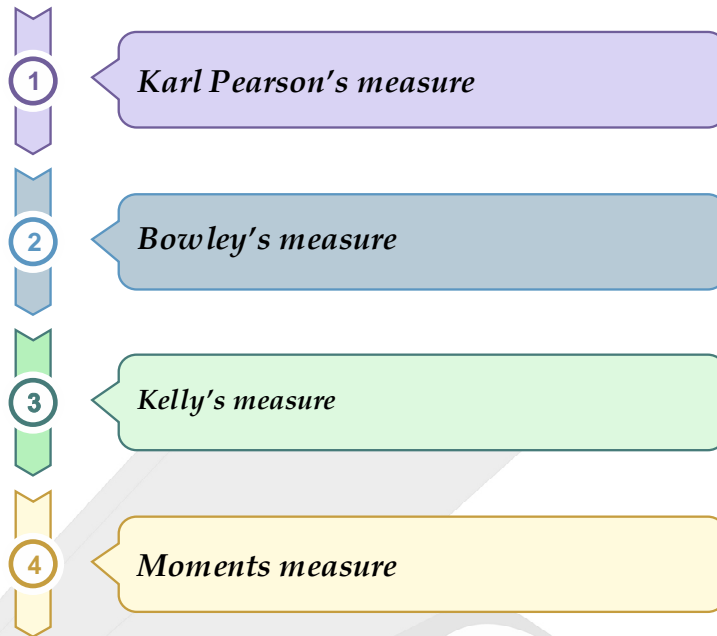 1 Karl Pearson's measure
2 Bowley's measure
3 Kelly's measure
4 Moments measure